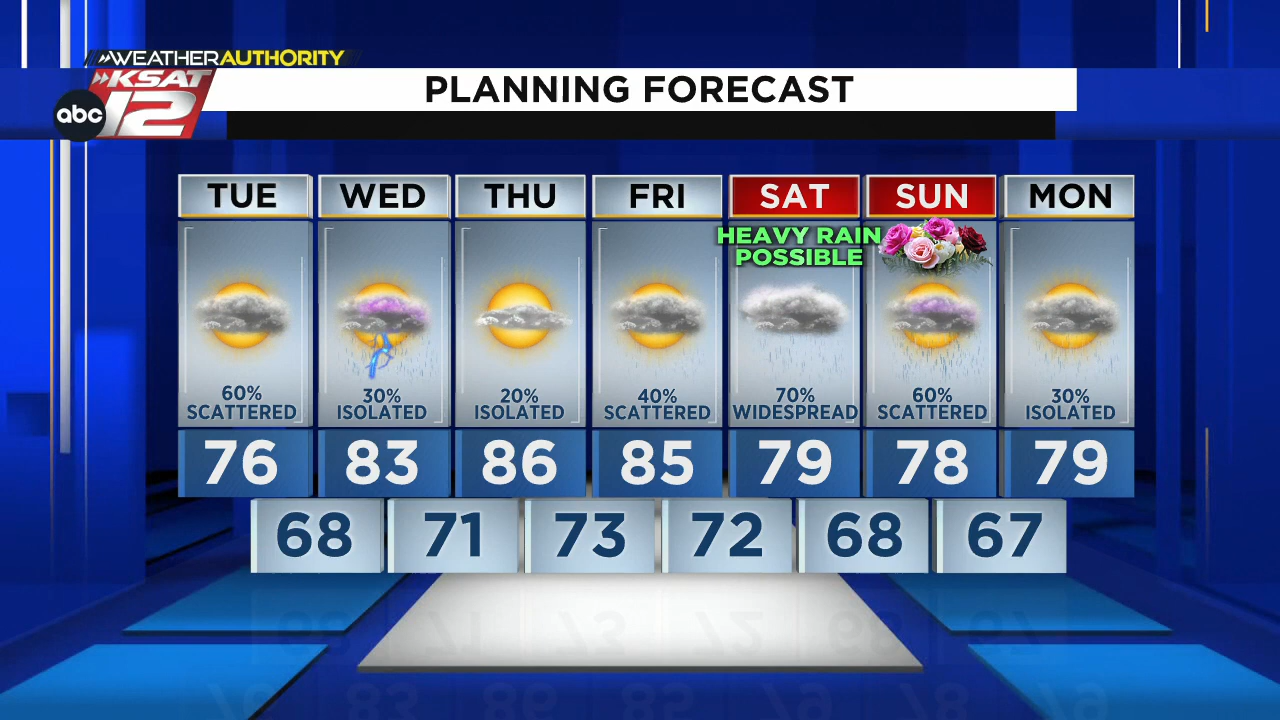 WEATHERAUTHORITY
KSAT
abc 12
PLANNING FORECAST
TUE WED THU FRI SAT SUN MON
HEAVY RAIN
POSSIBLE
60% 30% 20% 40% 70% 60% 30%
SCATTERED ISOLATED ISOLATED SCATTERED WIDESPREAD SCATTERED ISOLATED
76 83 86 85 79 78 79
68 71 73 72 68 67